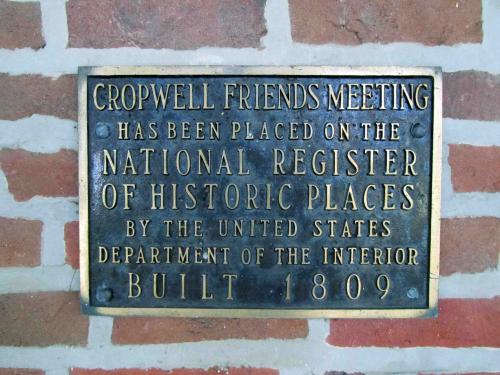 CROPWELL FRIENDS MEETING
HAS BEEN PLACED ON THE
NATIONAL REGISTER
OF HISTORIC PLACES
BY THE UNITED STATES
DEPARTMENT OF THE INTERIOR
BUILT 1809